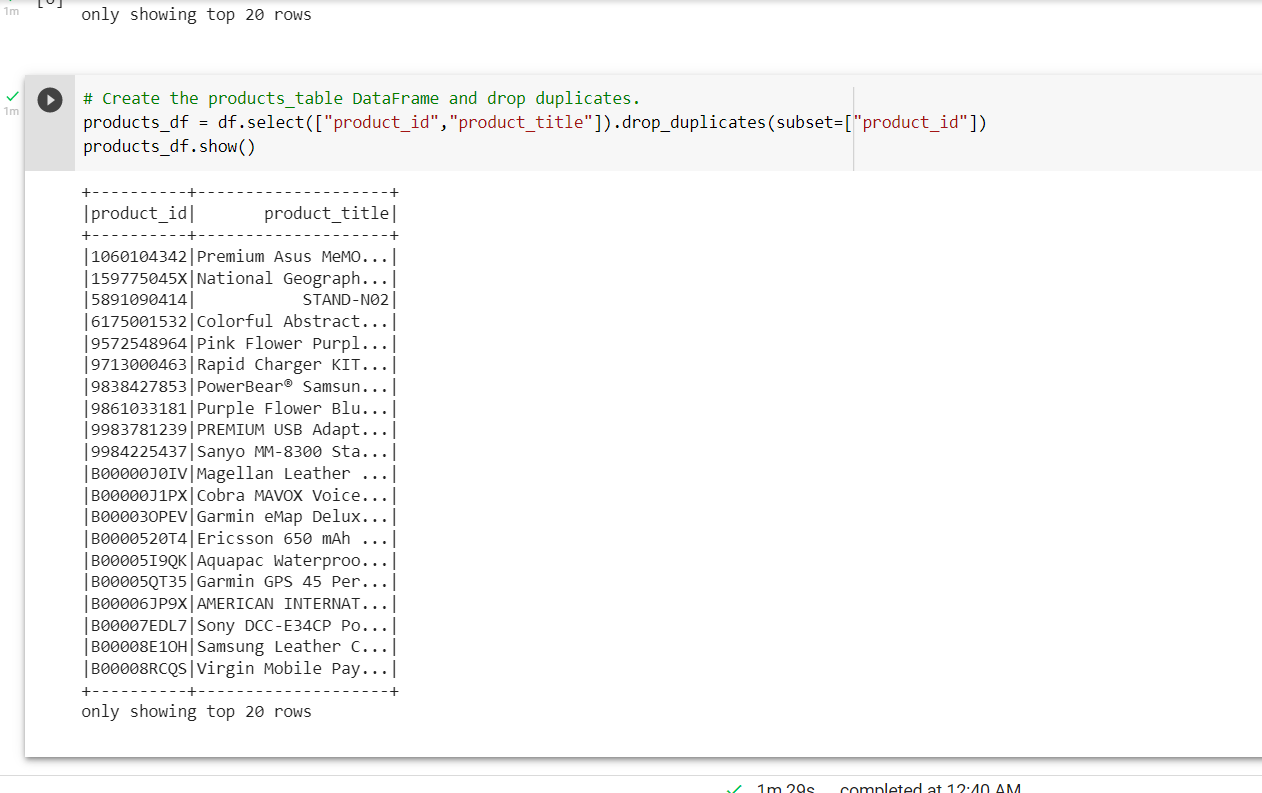 1m
only showing top 20 rows
1m
# Create the products_table DataFrame and drop duplicates.
products_df = df.select(["product_id","product_title"]).drop_duplicates(subset=["product_id"])
products_df.show()
+----------+--------------------+
|product_id|       product_title|
+----------+--------------------+
|1060104342|Premium Asus MeMO...|
|159775045X|National Geograph...|
|5891090414|           STAND-N02|
|6175001532|Colorful Abstract...|
|9572548964|Pink Flower Purpl...|
|9713000463|Rapid Charger KIT...|
|9838427853|PowerBear® Samsun...|
|9861033181|Purple Flower Blu...|
|9983781239|PREMIUM USB Adapt...|
|9984225437|Sanyo MM-8300 Sta...|
|B00000J0IV|Magellan Leather ...|
|B00000J1PX|Cobra MAVOX Voice...|
|B00003OPEV|Garmin eMap Delux...|
|B0000520T4|Ericsson 650 mAh ...|
|B00005I9QK|Aquapac Waterproo...|
|B00005QT35|Garmin GPS 45 Per...|
|B00006JP9X|AMERICAN INTERNAT...|
|B00007EDL7|Sony DCC-E34CP Po...|
|B00008E1OH|Samsung Leather C...|
|B00008RCQS|Virgin Mobile Pay...|
+----------+--------------------+
only showing top 20 rows
1m 29s completed at 12:40 AM